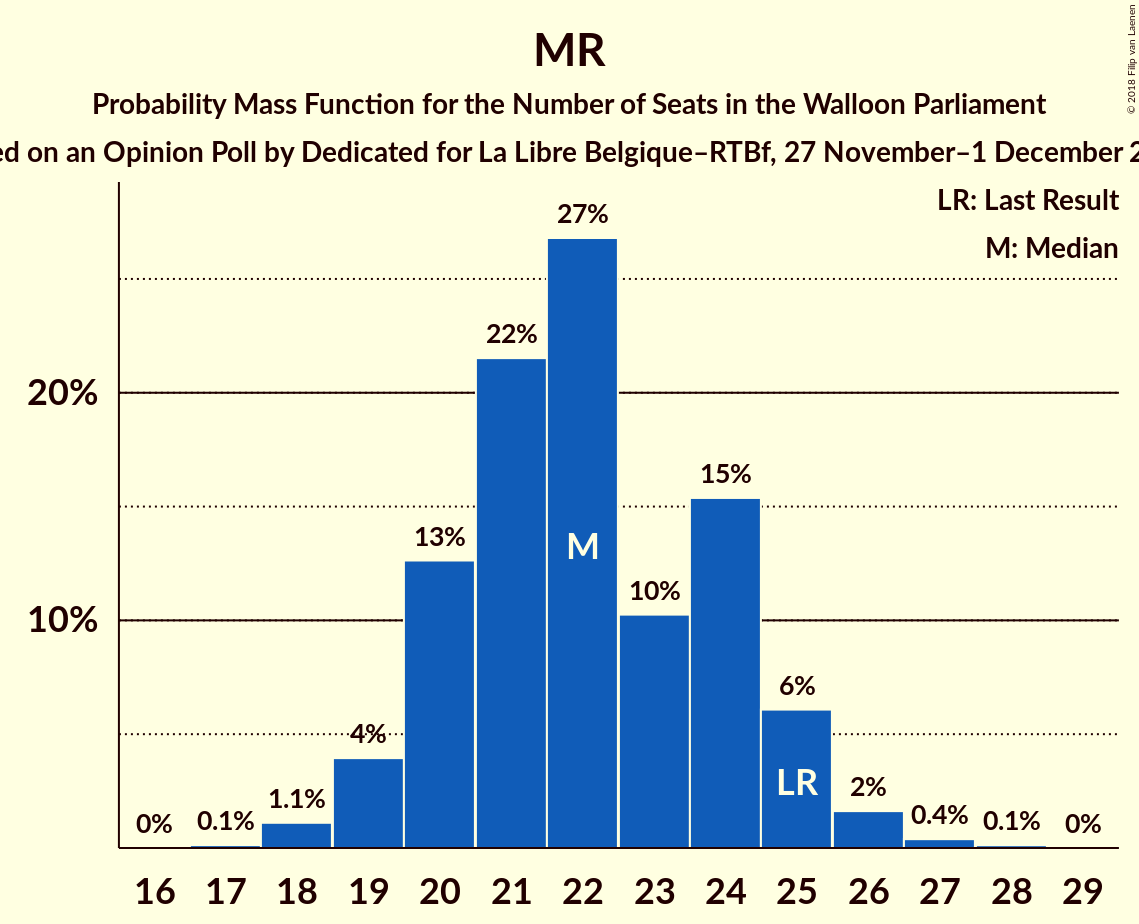 MR
Probability Mass Function for the Number of Seats in the Walloon Parliament
on an Opinion Poll by Dedicated for La Libre Belgique–RTBf, 27 November–1 December
© 2018 Filip van Laenen
LR: Last Result
M: Median
27%
22%
20%
15%
13%
M
10%
10%
6%
4%
LR
2%
1.1%
0% 0.1% 0.4% 0.1% 0%
16 17 18 19 20 21 22 23 24 25 26 27 28 29